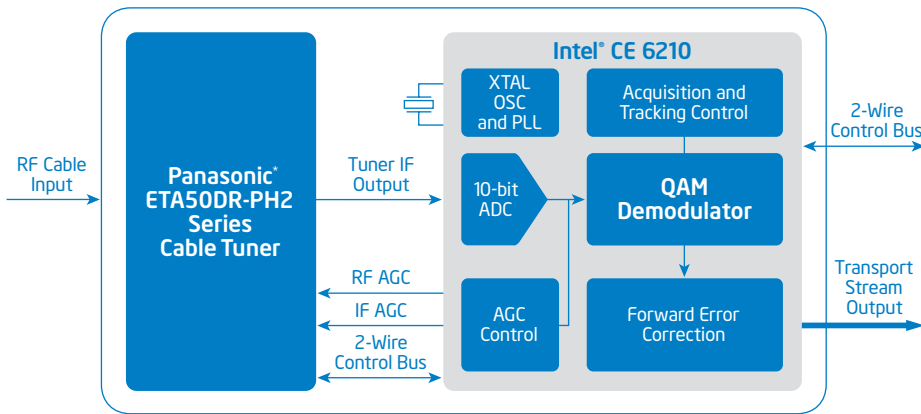 Intel® CE 6210
XTAL
OSC
and PLL
Acquisition and
Tracking Control
2-Wire
Control Bus
RF Cable
Input
Panasonic*
ETA50DR-PH2
Series
Cable Tuner
Tuner IF
Output
10-bit
ADC
QAM
Demodulator
RF AGC
IF AGC
2-Wire
Control Bus
AGC
Control
Forward Error
Correction
Transport
Stream
Output